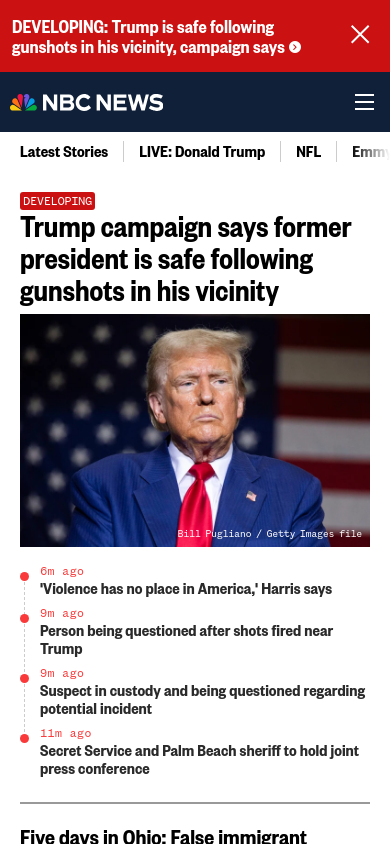 DEVELOPING: Trump is safe following
gunshots in his vicinity, campaign says
NBC NEWS
Latest Stories
LIVE: Donald Trump
NFL
Emmy
DEVELOPING
Trump campaign says former
president is safe following
gunshots in his vicinity
Bill Pugliano / Getty Images file
6m ago
'Violence has no place in America,' Harris says
9m ago
Person being questioned after shots fired near
Trump
9m ago
Suspect in custody and being questioned regarding
potential incident
11m ago
Secret Service and Palm Beach sheriff to hold joint
press conference
Five days in Ohio: False immigrant